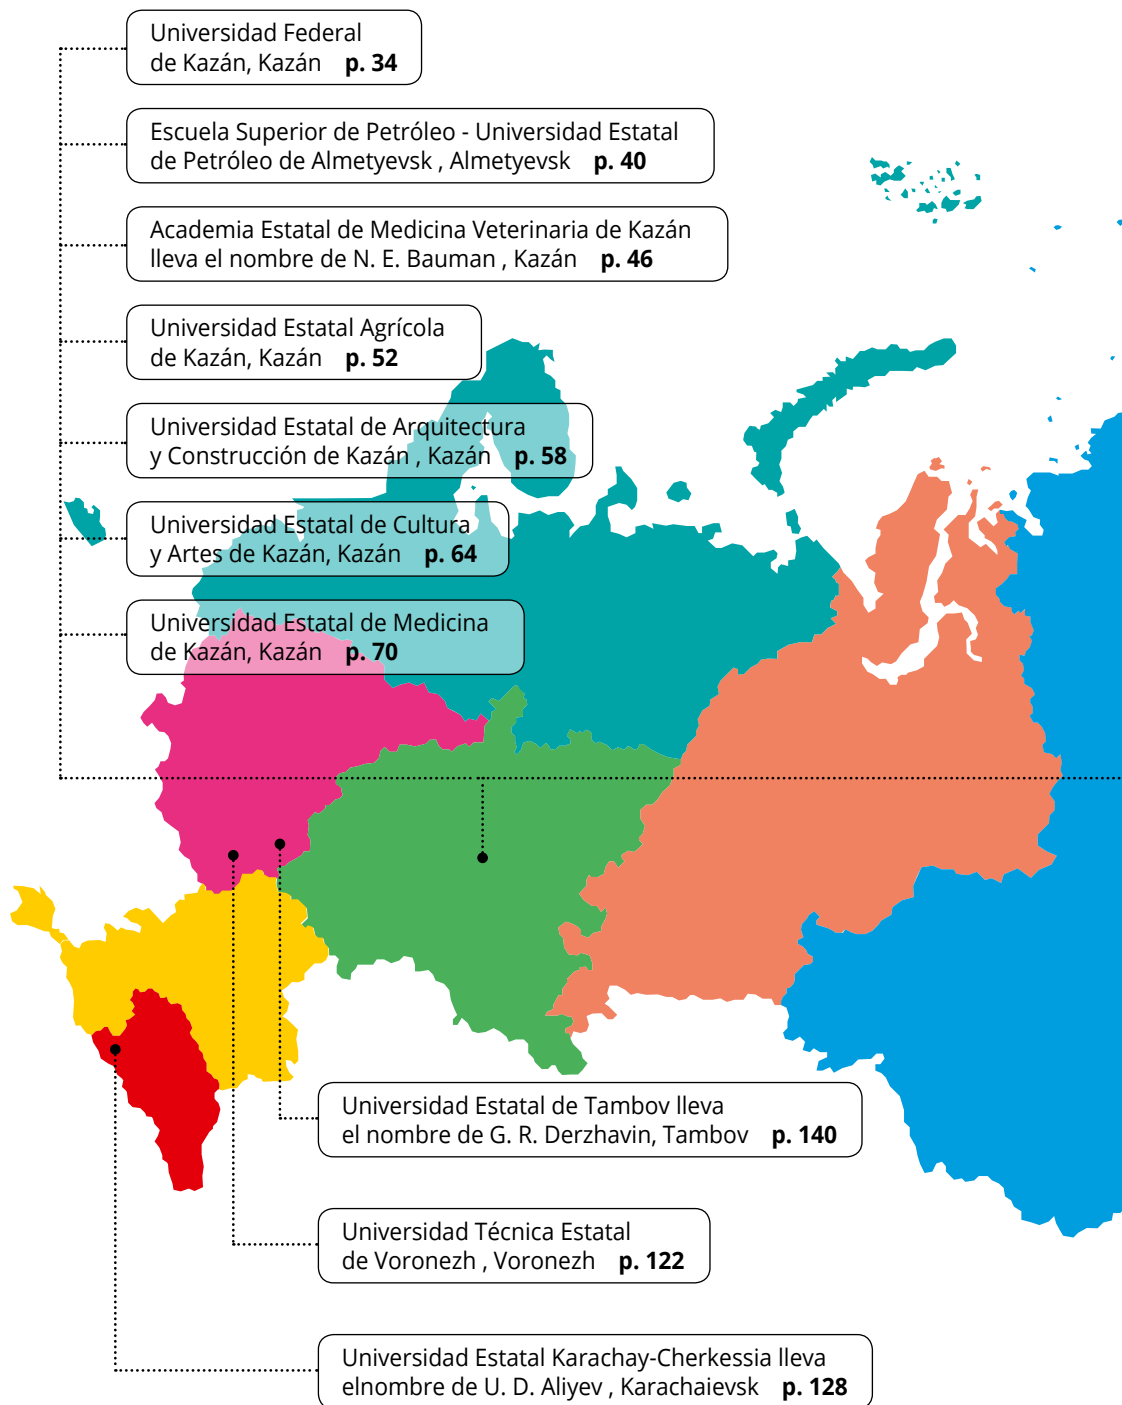 Universidad Federal
de Kazán, Kazán p. 34
Escuela Superior de Petróleo - Universidad Estatal
de Petróleo de Almetyevsk , Almetyevsk p. 40
Academia Estatal de Medicina Veterinaria de Kazán
lleva el nombre de N. E. Bauman , Kazán p. 46
Universidad Estatal Agrícola
de Kazán, Kazán p. 52
Universidad Estatal de Arquitectura
y Construcción de Kazán , Kazán p. 58
Universidad Estatal de Cultura
y Artes de Kazán, Kazán p. 64
Universidad Estatal de Medicina
de Kazán, Kazán p. 70
Universidad Estatal de Tambov lleva
el nombre de G. R. Derzhavin, Tambov p. 140
Universidad Técnica Estatal
de Voronezh , Voronezh p. 122
Universidad Estatal Karachay-Cherkessia lleva
elnombre de U. D. Aliyev , Karachaievsk p. 128